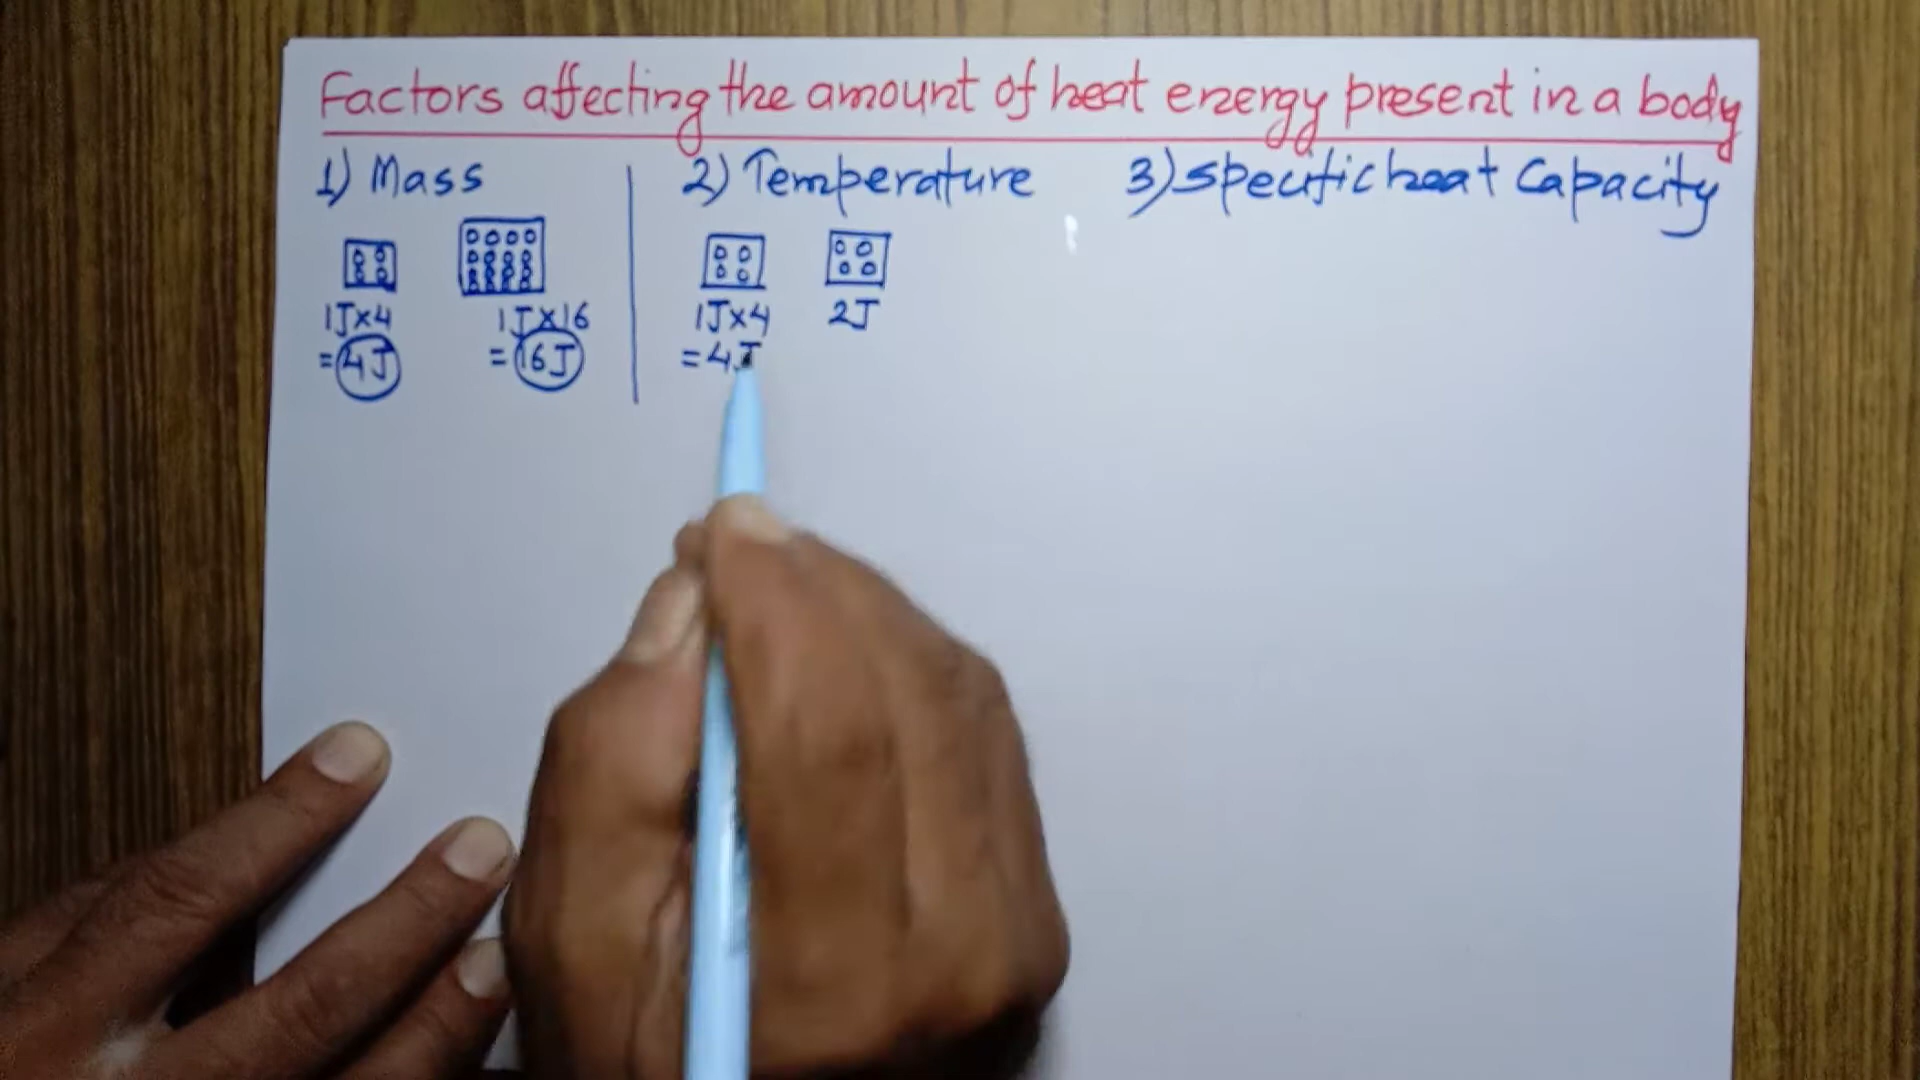 Factors affecting the amount of heat energy present in a body
1) Mass
1J×4
=4J
1J×16
=16J
2) Temperature
1J×4
=4J
2J
3) Specific heat Capacity